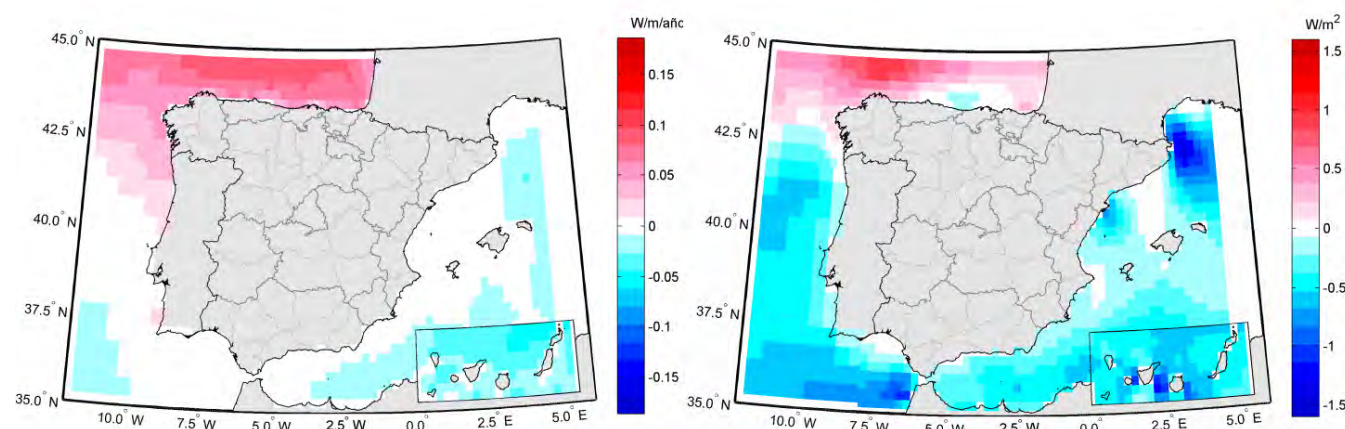 W/m/año
45.0° N
42.5° N
40.0° N
37.5° N
35.0° N
10.0° W
7.5° W
5.0° W
2.5° W
0.0°
2.5° E
5.0° E
0.15
0.1
0.05
0
-0.05
-0.1
-0.15
W/m²
45.0° N
42.5° N
40.0° N
37.5° N
35.0° N
10.0° W
7.5° W
5.0° W
2.5° W
0.0°
2.5° E
5.0° E
1.5
1
0.5
0
-0.5
-1
-1.5